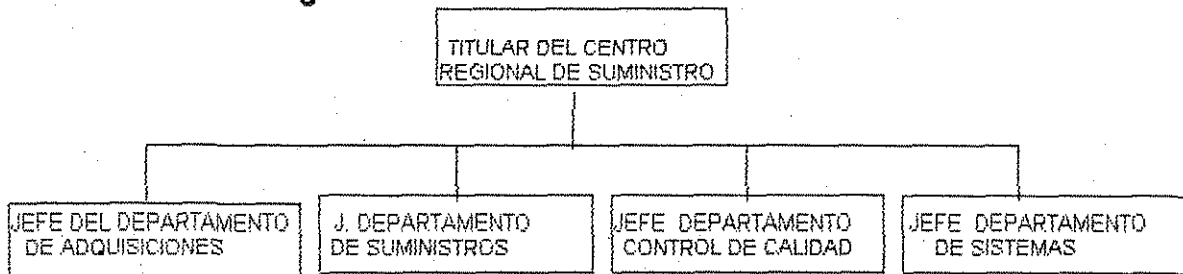 TITULAR DEL CENTRO
REGIONAL DE SUMINISTRO
JEFE DEL DEPARTAMENTO
DE ADQUISICIONES
J. DEPARTAMENTO
DE SUMINISTROS
JEFE DEPARTAMENTO
CONTROL DE CALIDAD
JEFE DEPARTAMENTO
DE SISTEMAS